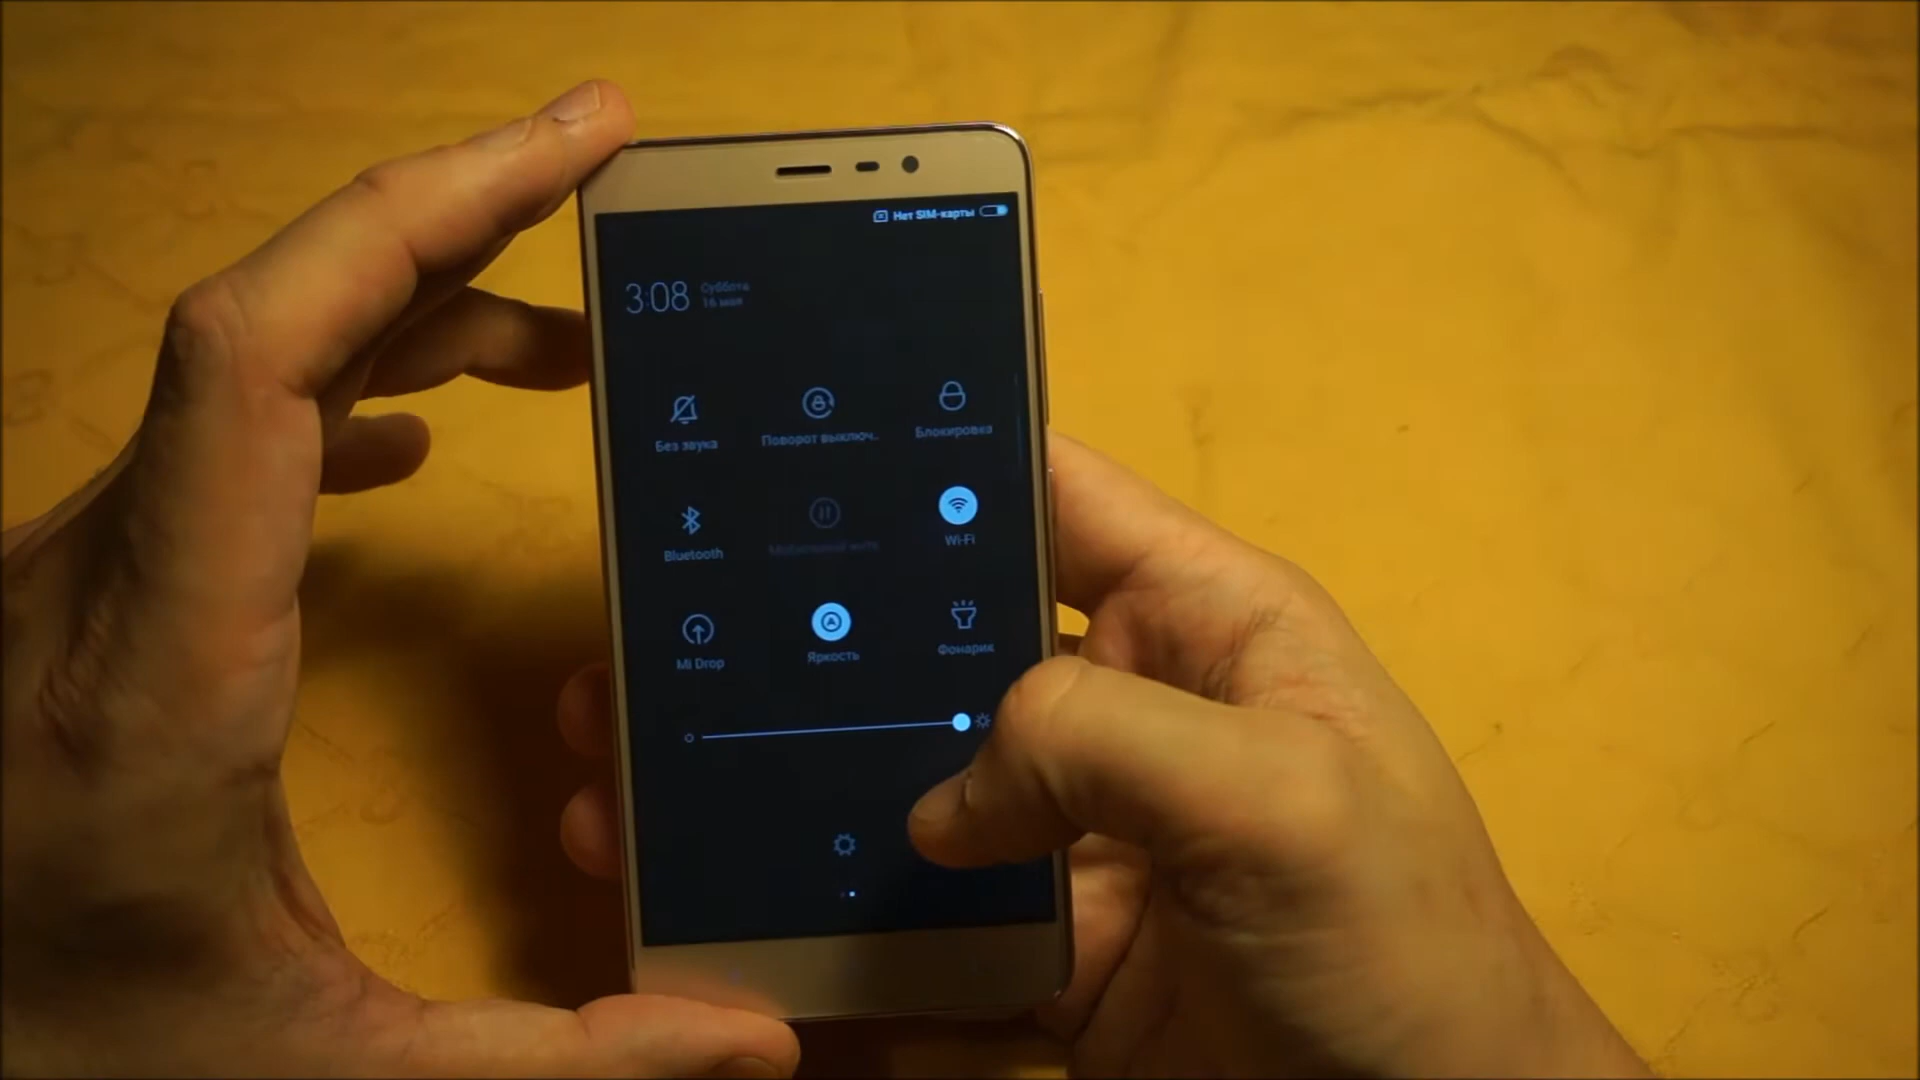 Нет SIM-карты
3:08
Суббота
16 мая
Без звука
Поворот выключ..
Блокировка
Bluetooth
Wi-Fi
Mi Drop
Яркость
Фонарик